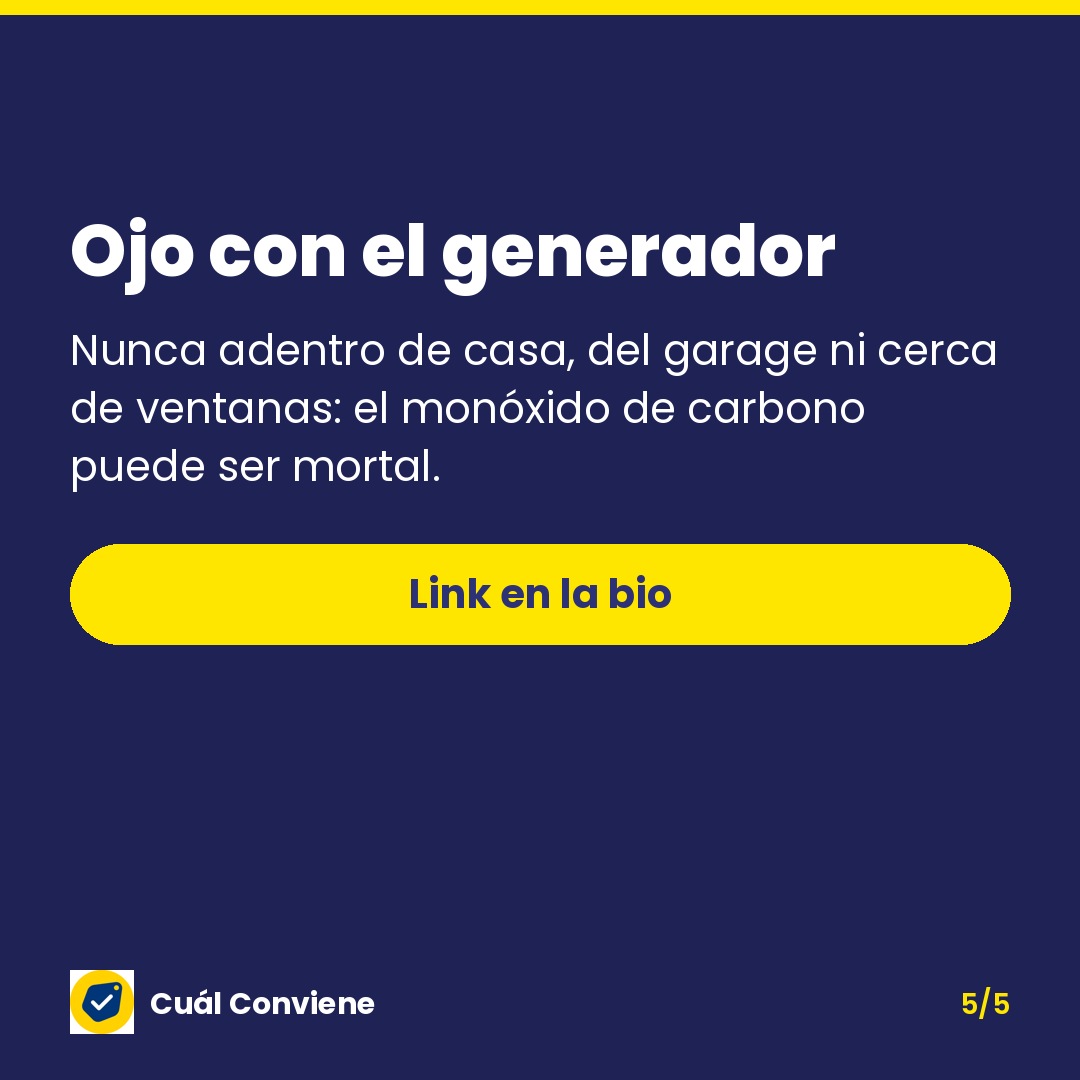 Ojo con el generador
Nunca adentro de casa, del garage ni cerca
de ventanas: el monóxido de carbono
puede ser mortal.
Link en la bio
Cuál Conviene
5/5